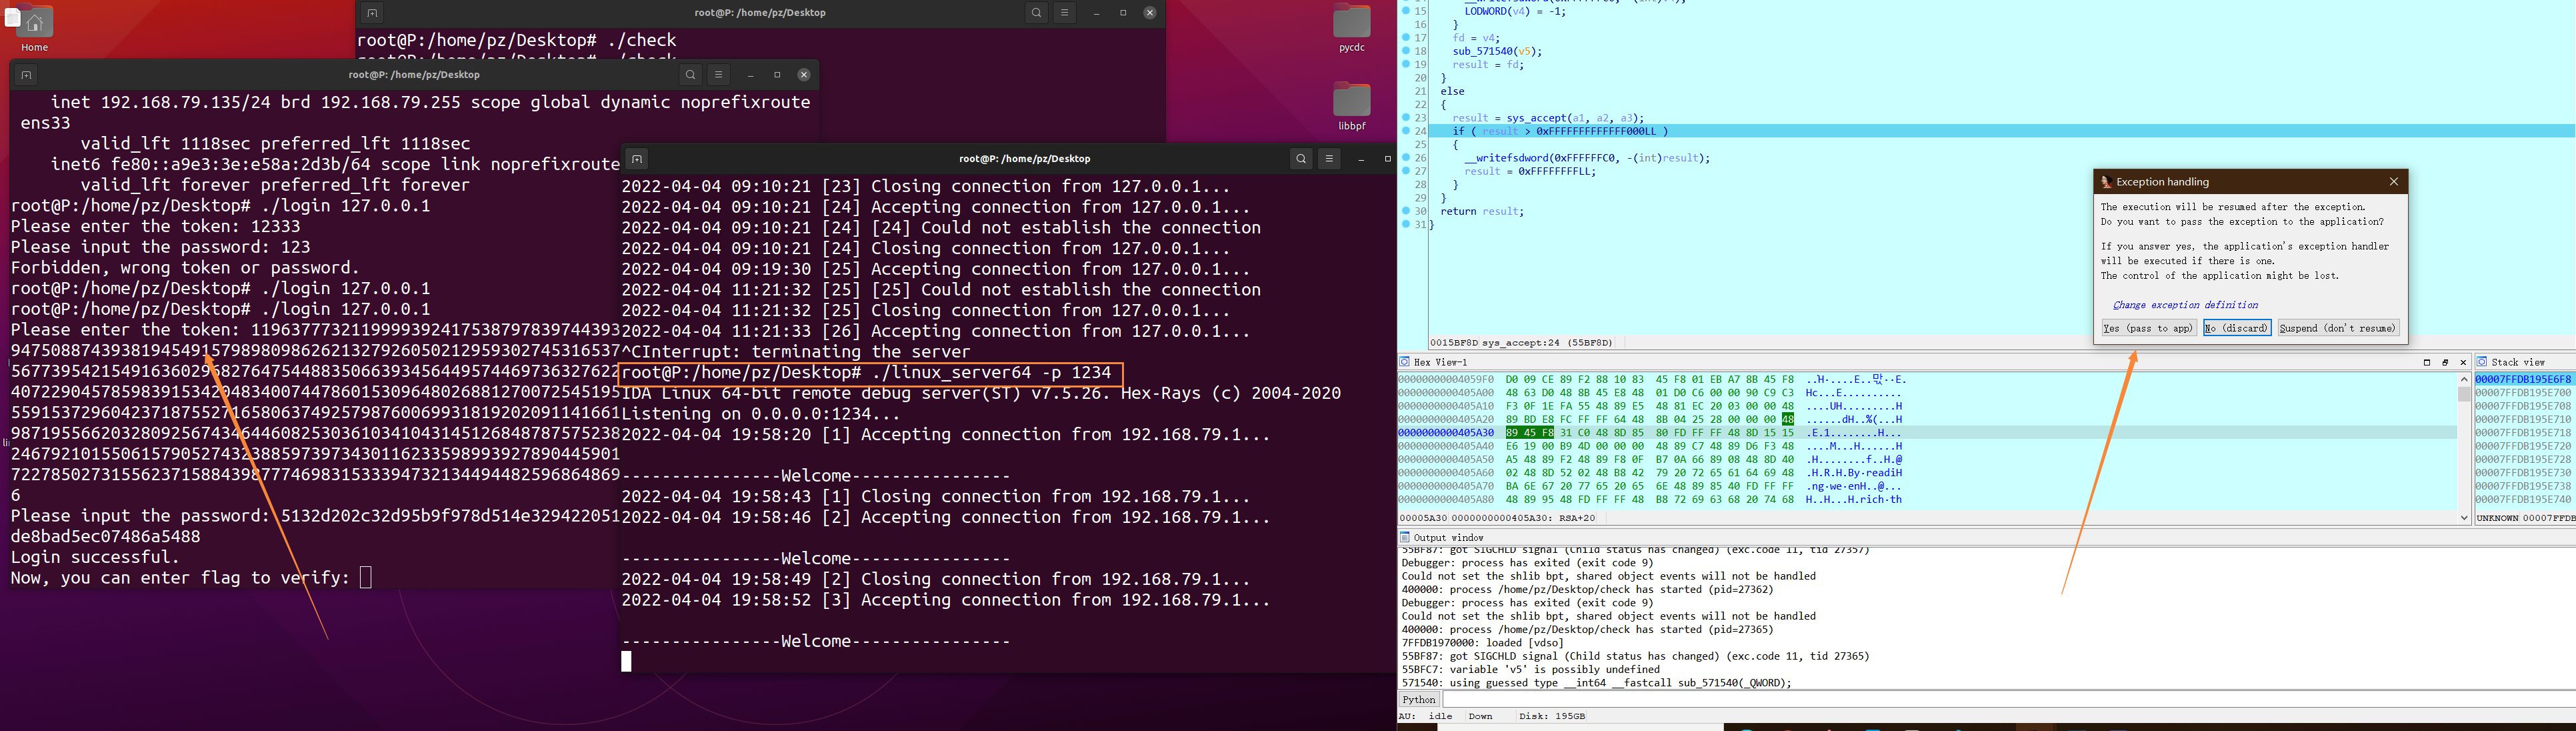 Home
root@P: /home/pz/Desktop
root@P:/home/pz/Desktop# ./check
root@P: /home/pz/Desktop
inet 192.168.79.135/24 brd 192.168.79.255 scope global dynamic noprefixroute
ens33
valid_lft 1118sec preferred_lft 1118sec
inet6 fe80::a9e3:3e:e58a:2d3b/64 scope link noprefixroute
valid_lft forever preferred_lft forever
root@P:/home/pz/Desktop# ./login 127.0.0.1
Please enter the token: 12333
Please input the password: 123
Forbidden, wrong token or password.
root@P:/home/pz/Desktop# ./login 127.0.0.1
root@P:/home/pz/Desktop# ./login 127.0.0.1
Please enter the token: 
6
Please input the password: 5132d202c32d95b9f978d514e329422051
de8bad5ec07486a5488
Login successful.
Now, you can enter flag to verify:
root@P: /home/pz/Desktop
2022-04-04 09:10:21 [23] Closing connection from 127.0.0.1...
2022-04-04 09:10:21 [24] Accepting connection from 127.0.0.1...
2022-04-04 09:10:21 [24] [24] Could not establish the connection
2022-04-04 09:10:21 [24] Closing connection from 127.0.0.1...
2022-04-04 09:19:30 [25] Accepting connection from 127.0.0.1...
2022-04-04 11:21:32 [25] [25] Could not establish the connection
2022-04-04 11:21:32 [25] Closing connection from 127.0.0.1...
2022-04-04 11:21:33 [26] Accepting connection from 127.0.0.1...
^CInterrupt: terminating the server
root@P:/home/pz/Desktop# ./linux_server64 -p 1234
IDA Linux 64-bit remote debug server(ST) v7.5.26. Hex-Rays (c) 2004-2020
Listening on 0.0.0.0:1234...
2022-04-04 19:58:20 [1] Accepting connection from 192.168.79.1...
----------------Welcome----------------
2022-04-04 19:58:43 [1] Closing connection from 192.168.79.1...
2022-04-04 19:58:46 [2] Accepting connection from 192.168.79.1...
----------------Welcome----------------
2022-04-04 19:58:49 [2] Closing connection from 192.168.79.1...
2022-04-04 19:58:52 [3] Accepting connection from 192.168.79.1...
----------------Welcome----------------
pycdc
libbpf
15 LODWORD(v4) = -1;
16 }
17 fd = v4;
18 sub_571540(v5);
19 result = fd;
20 }
21 else
22 {
23 result = sys_accept(a1, a2, a3);
24 if ( result > 0xFFFFFFFFFFFFF000LL )
25 {
26 __writefsdword(0xFFFFFFC0, -(int)result);
27 result = 0xFFFFFFFFLL;
28 }
29 }
30 return result;
31 }
0015BF8D sys_accept:24 (55BF8D)
Exception handling
The execution will be resumed after the exception.
Do you want to pass the exception to the application?
If you answer yes, the application's exception handler
will be executed if there is one.
The control of the application might be lost.
Change exception definition
Yes (pass to app) No (discard) Suspend (don't resume)
Hex View-1
00000000004059F0 D0 09 CE 89 F2 88 10 83 45 F8 01 EB A7 8B 45 F8
0000000000405A00 48 63 D0 48 8B 45 E8 48 01 D0 C6 00 00 90 C9 C3 Hc...E..........
0000000000405A10 F3 0F 1E FA 55 48 89 E5 48 81 EC 20 03 00 00 48 ....UH.........H
0000000000405A20 89 BD E8 FC FF FF 64 48 8B 04 25 28 00 00 00 48 ......dH..%(...H
0000000000405A30 89 45 F8 31 C0 48 8D 85 80 FD FF FF 48 8D 15 15 .E.1.H......H...
0000000000405A40 E6 19 00 B9 4D 00 00 00 48 89 C7 48 89 D6 F3 48 ....M...H..H...H
0000000000405A50 A5 48 89 F2 48 89 F8 0F B7 0A 66 89 08 48 8D 40 .H..H.....f..H.@
0000000000405A60 02 48 8D 52 02 48 B8 42 79 20 72 65 61 64 69 48 .H.R.H.By·readiH
0000000000405A70 BA 6E 67 20 77 65 20 65 6E 48 89 85 40 FD FF FF .ng·we·enH..@...
0000000000405A80 48 89 95 48 FD FF FF 48 B8 72 69 63 68 20 74 68 H..H...H.rich·th
00005A30 0000000000405A30: RSA+20
Stack view
00007FFDB195E6F8
00007FFDB195E700
00007FFDB195E708
00007FFDB195E710
00007FFDB195E718
00007FFDB195E720
00007FFDB195E728
00007FFDB195E730
00007FFDB195E738
00007FFDB195E740
UNKNOWN 00007FFDB
Output window
55BF87: got SIGCHLD signal (Child status has changed) (exc.code 11, tid 27357)
Debugger: process has exited (exit code 9)
Could not set the shlib bpt, shared object events will not be handled
400000: process /home/pz/Desktop/check has started (pid=27362)
Debugger: process has exited (exit code 9)
Could not set the shlib bpt, shared object events will not be handled
400000: process /home/pz/Desktop/check has started (pid=27365)
7FFDB1970000: loaded [vdso]
55BF87: got SIGCHLD signal (Child status has changed) (exc.code 11, tid 27365)
55BFC7: variable 'v5' is possibly undefined
571540: using guessed type __int64 __fastcall sub_571540(_QWORD);
Python
AU: idle Down Disk: 195GB